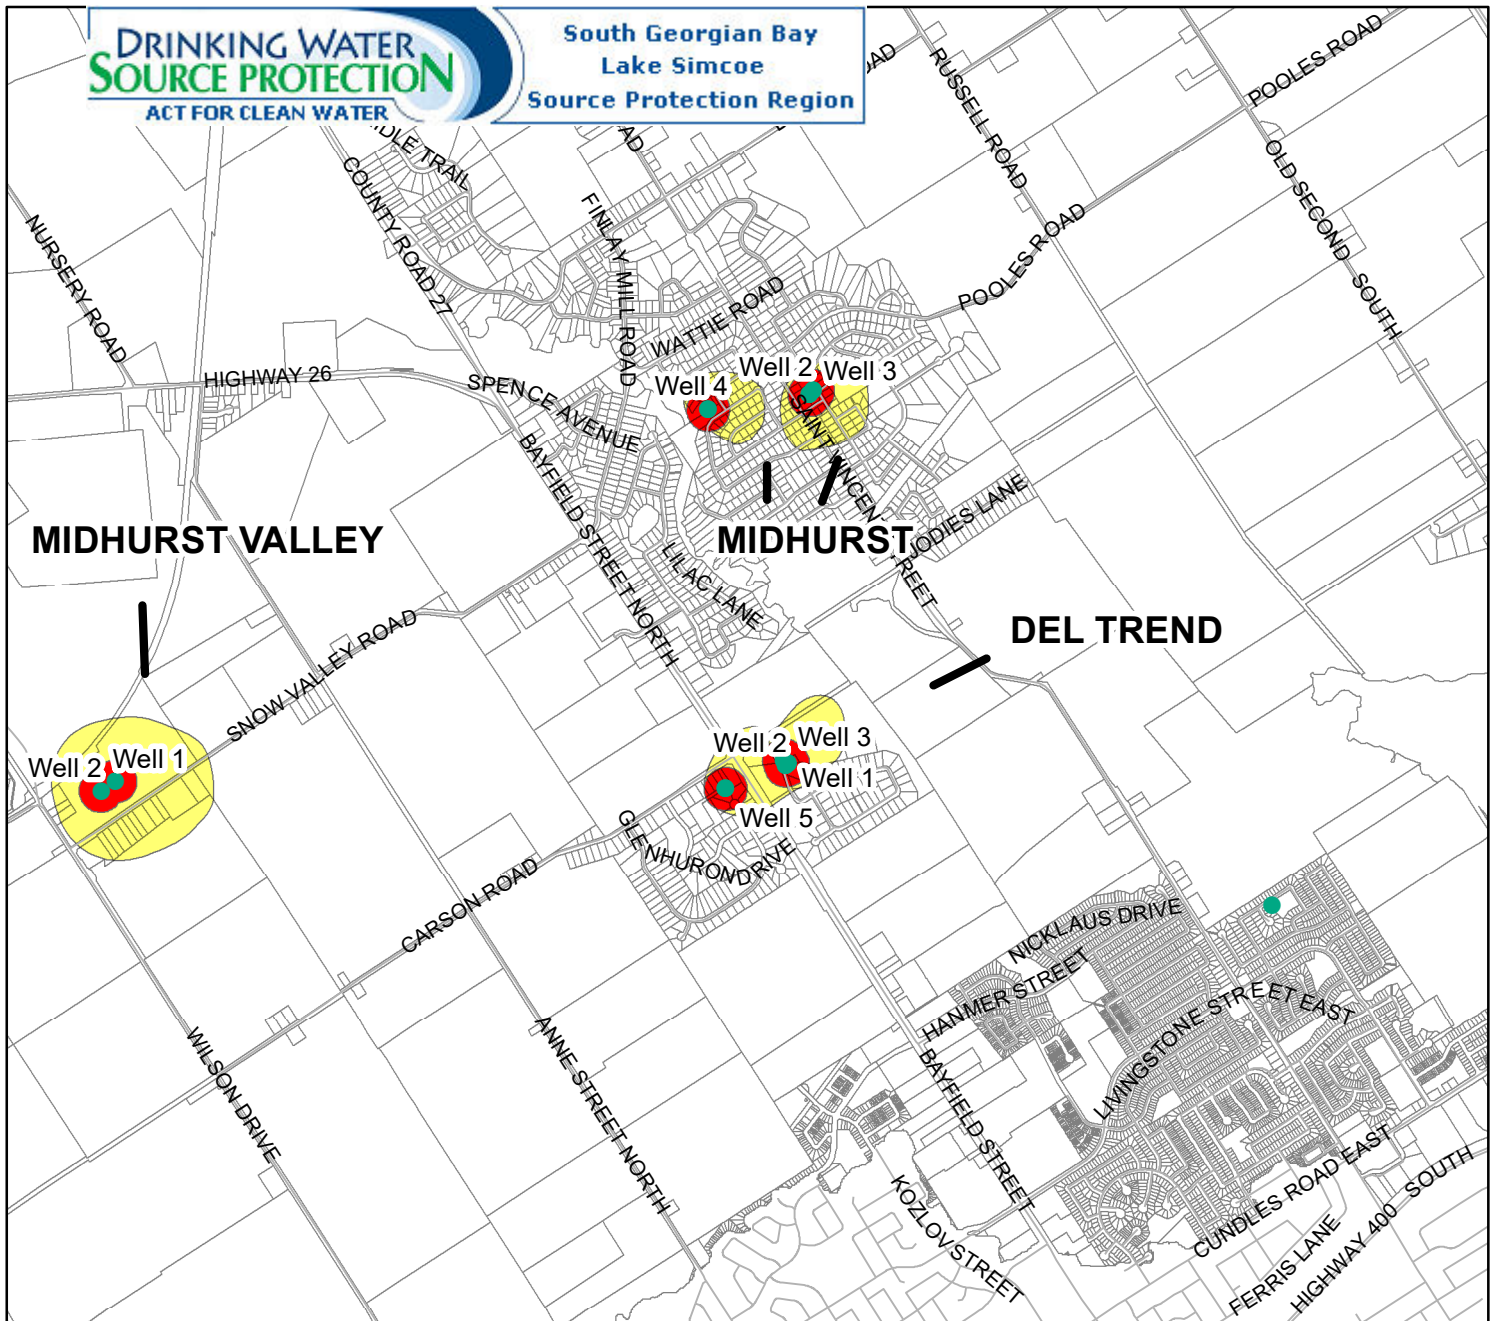 DRINKING WATER
SOURCE PROTECTION
ACT FOR CLEAN WATER
South Georgian Bay
Lake Simcoe
Source Protection Region
RUSSELL ROAD
POOLES ROAD
OLD SECOND SOUTH
COUNTY ROAD 27
FINLAY MILL ROAD
NURSERY ROAD
POOLES ROAD
WATTIE ROAD
HIGHWAY 26
SPENCE AVENUE
Well 4
Well 2
Well 3
SAINT VINCENT STREET
BAYFIELD STREET NORTH
MIDHURST VALLEY
MIDHURST
JODIES LANE
LILAC LANE
DEL TREND
SNOW VALLEY ROAD
Well 2
Well 1
Well 2
Well 3
Well 1
Well 5
GLENHURON DRIVE
CARSON ROAD
NICKLAUS DRIVE
HANMER STREET
LIVINGSTONE STREET EAST
WILSON DRIVE
ANNE STREET NORTH
BAYFIELD STREET
KOZLOV STREET
CUNDLES ROAD EAST
FERRIS LANE
HIGHWAY 400 SOUTH